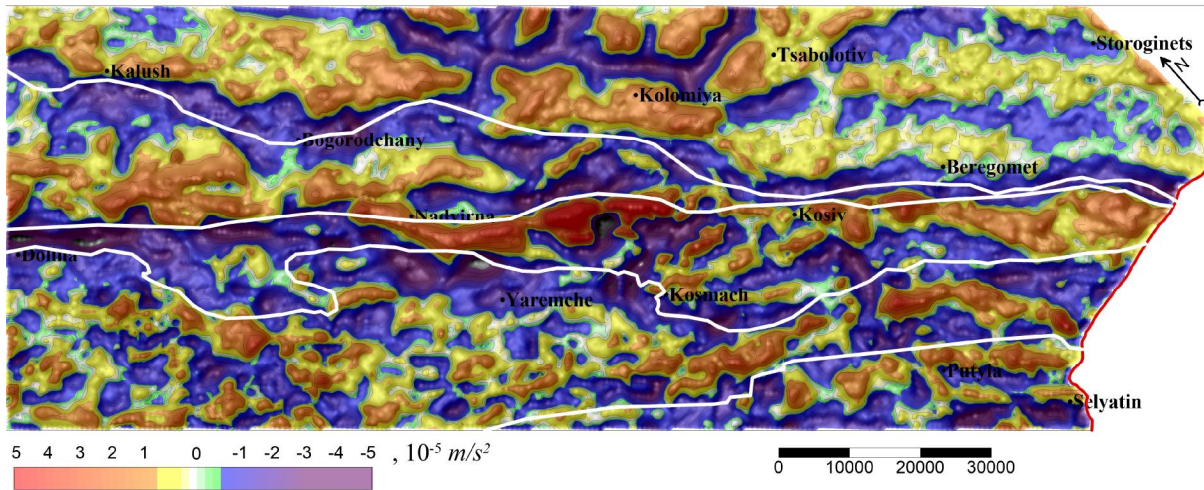 Storoginets
N
Tsabolotiv
Kalush
Kolomiya
Bogorodchany
Beregomet
Nadvirna
Kosiv
Dolina
Yaremche
Kosmach
Putyla
Selyatin
5 4 3 2 1 0 -1 -2 -3 -4 -5 , 10⁻⁵ m/s²
0 10000 20000 30000